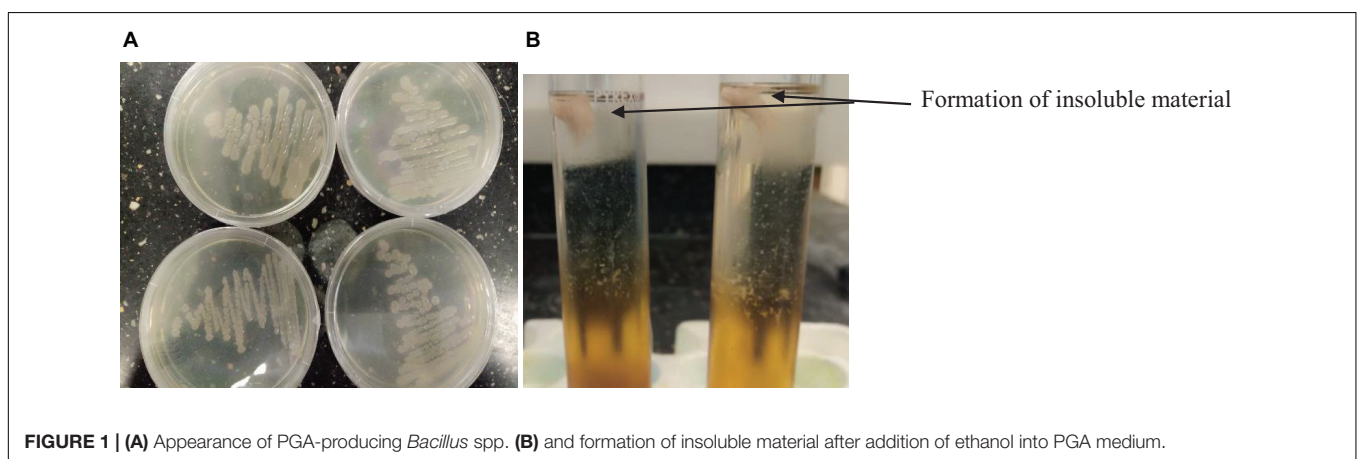 A
B
PYREX
Formation of insoluble material
FIGURE 1 | (A) Appearance of PGA-producing Bacillus spp. (B) and formation of insoluble material after addition of ethanol into PGA medium.